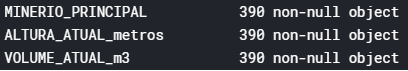 MINERIO_PRINCIPAL 390 non-null object
ALTURA_ATUAL_metros 390 non-null object
VOLUME_ATUAL_m3 390 non-null object